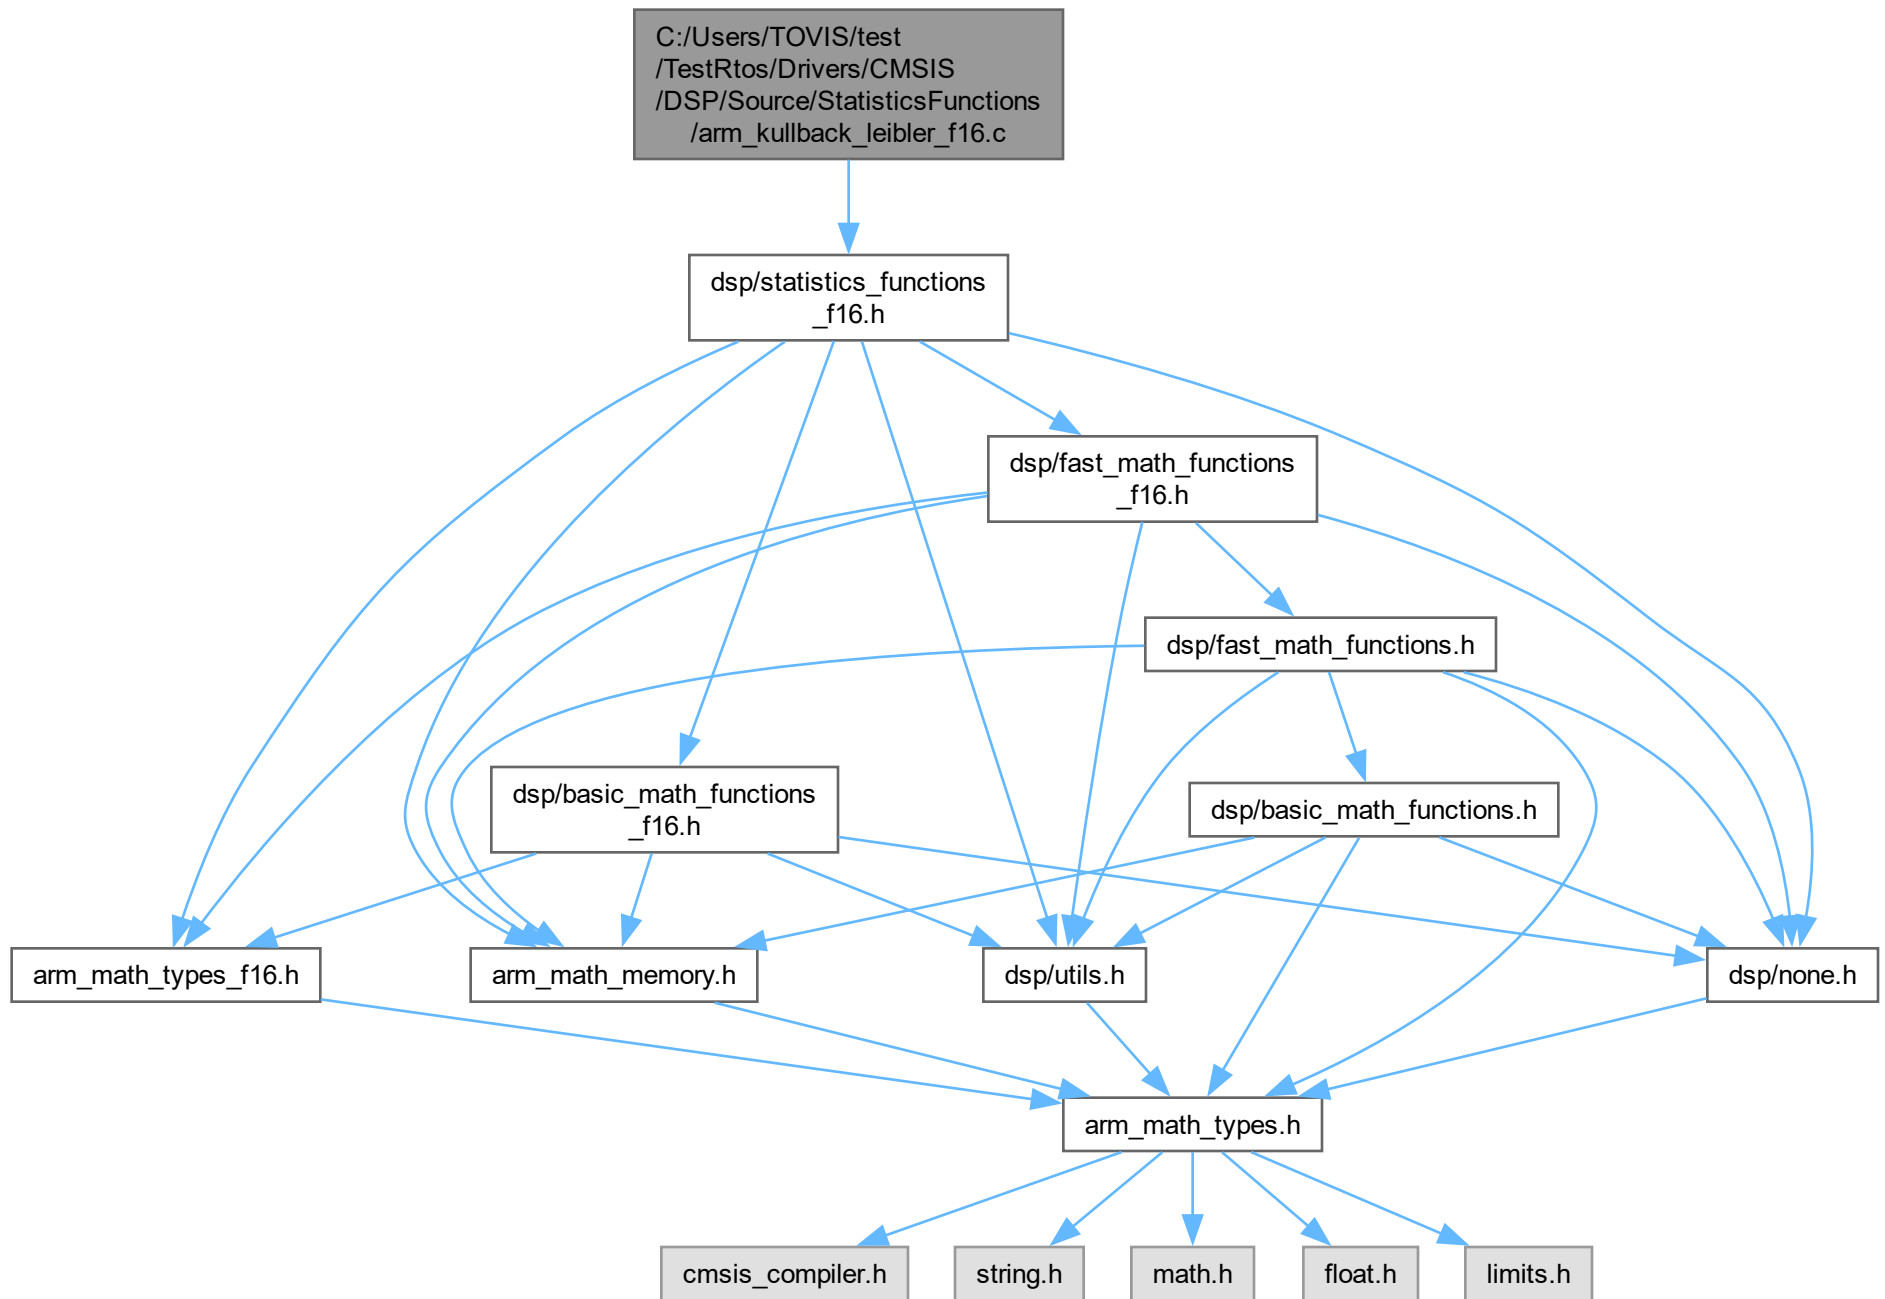 C:/Users/TOVIS/test
/TestRtos/Drivers/CMSIS
/DSP/Source/StatisticsFunctions
/arm_kullback_leibler_f16.c
dsp/statistics_functions
_f16.h
dsp/fast_math_functions
_f16.h
dsp/fast_math_functions.h
dsp/basic_math_functions
_f16.h
dsp/basic_math_functions.h
arm_math_types_f16.h
arm_math_memory.h
dsp/utils.h
dsp/none.h
arm_math_types.h
cmsis_compiler.h
string.h
math.h
float.h
limits.h